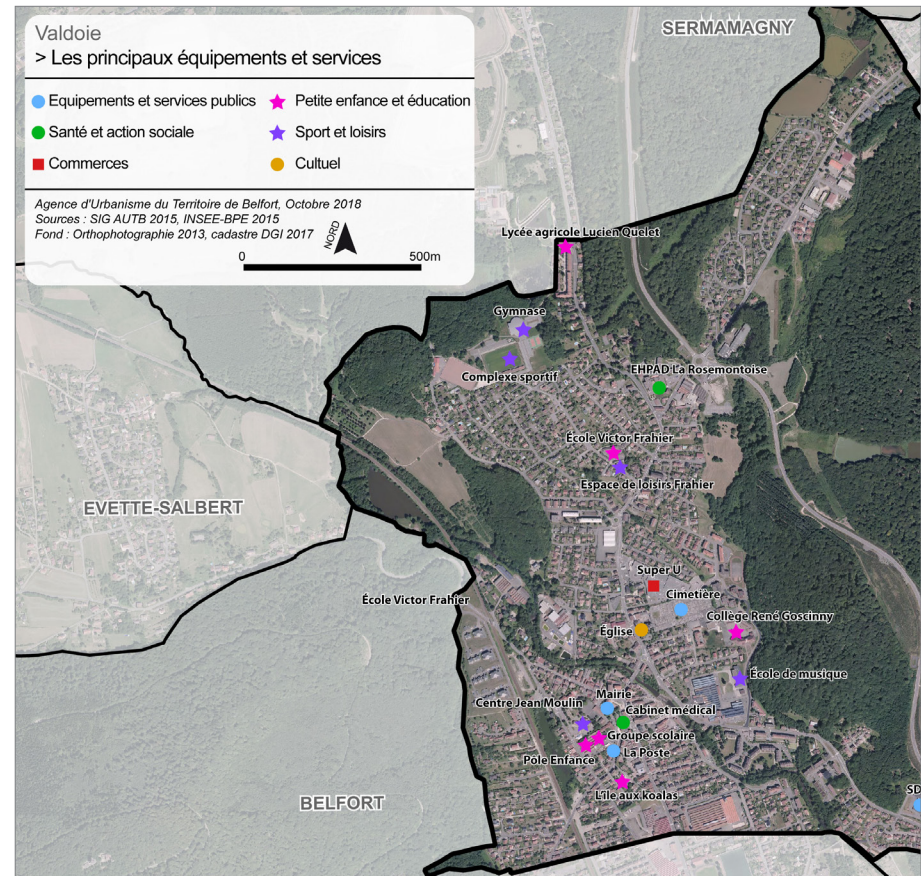 Valdoie
> Les principaux équipements et services
Equipements et services publics
Petite enfance et éducation
Santé et action sociale
Sport et loisirs
Commerces
Cultuel
Agence d'Urbanisme du Territoire de Belfort, Octobre 2018
Sources : SIG AUTB 2015, INSEE-BPE 2015
Fond : Orthophotographie 2013, cadastre DGI 2017
NORD
0 500m
SERMAMAGNY
Lycée agricole Lucien Quelet
Gymnase
Complexe sportif
EHPAD La Rosemontoise
École Victor Frahier
Espace de loisirs Frahier
EVETTE-SALBERT
Super U
Cimetière
École Victor Frahier
Collège René Goscinny
Église
École de musique
Mairie
Centre Jean Moulin
Cabinet médical
Groupe scolaire
La Poste
Pôle Enfance
L'île aux koalas
SD
BELFORT